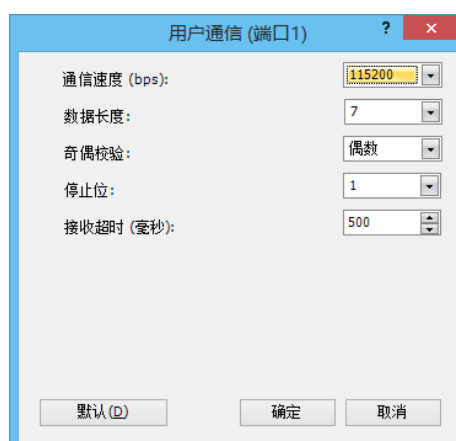 用户通信 (端口1)
通信速度 (bps): 115200
数据长度: 7
奇偶校验: 偶数
停止位: 1
接收超时 (毫秒): 500
默认(D) 确定 取消